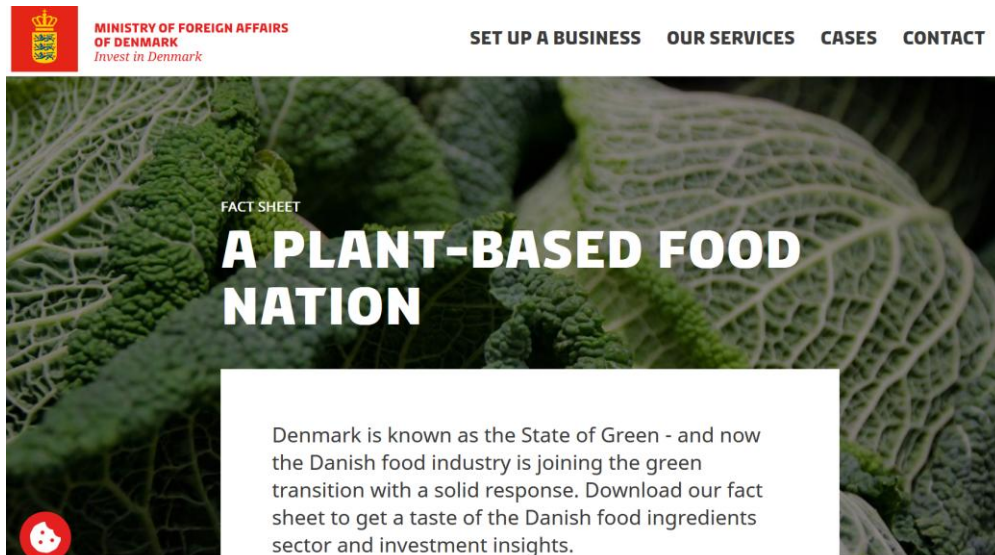 MINISTRY OF FOREIGN AFFAIRS
OF DENMARK
Invest in Denmark
SET UP A BUSINESS OUR SERVICES CASES CONTACT
FACT SHEET
A PLANT-BASED FOOD
NATION
Denmark is known as the State of Green - and now
the Danish food industry is joining the green
transition with a solid response. Download our fact
sheet to get a taste of the Danish food ingredients
sector and investment insights.